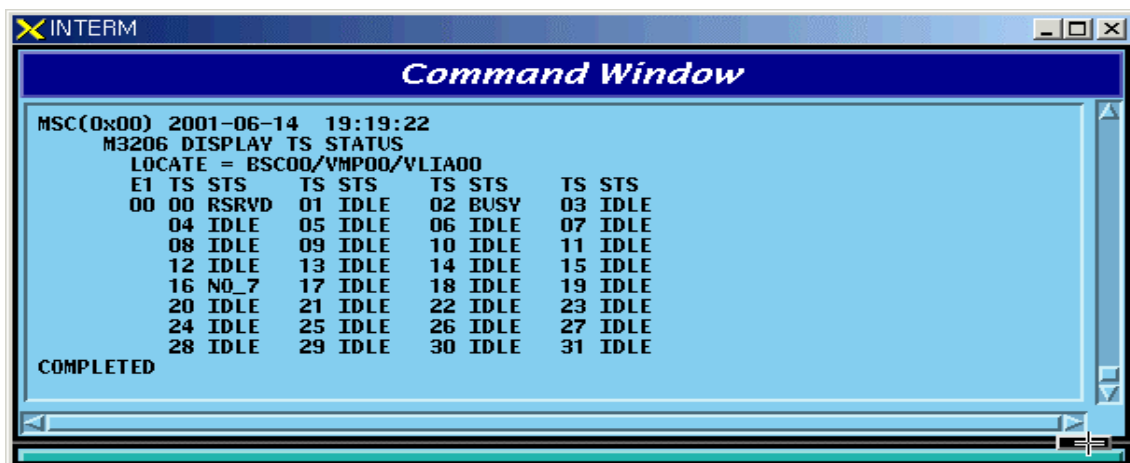 INTERM
Command Window
MSC(0x00) 2001-06-14 19:19:22
M3206 DISPLAY TS STATUS
LOCATE = BSC00/VMP00/VLIA00
E1 TS STS TS STS TS STS TS STS
00 00 RSRVD 01 IDLE 02 BUSY 03 IDLE
04 IDLE 05 IDLE 06 IDLE 07 IDLE
08 IDLE 09 IDLE 10 IDLE 11 IDLE
12 IDLE 13 IDLE 14 IDLE 15 IDLE
16 NO_7 17 IDLE 18 IDLE 19 IDLE
20 IDLE 21 IDLE 22 IDLE 23 IDLE
24 IDLE 25 IDLE 26 IDLE 27 IDLE
28 IDLE 29 IDLE 30 IDLE 31 IDLE
COMPLETED